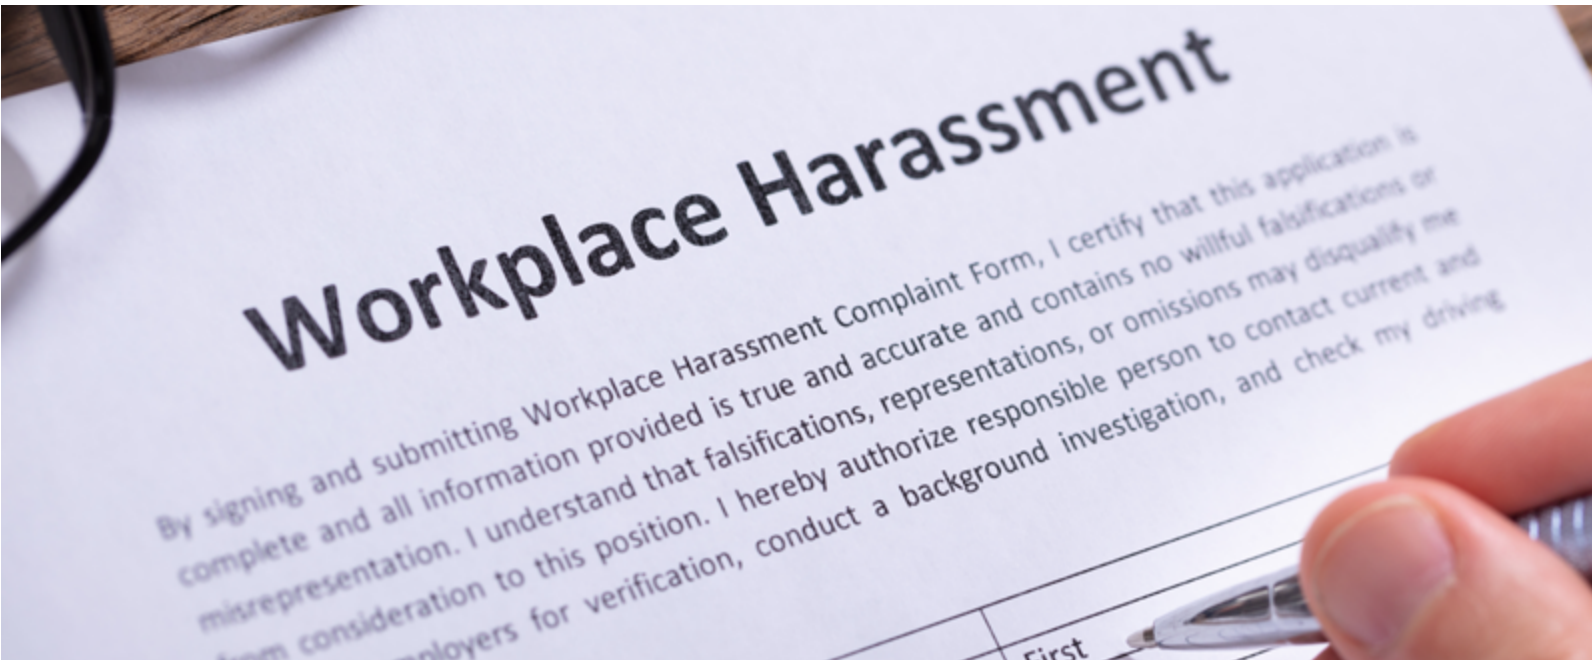 Workplace Harassment
By signing and submitting Workplace Harassment Complaint Form, I certify that this application is
complete and all information provided is true and accurate and contains no willful falsifications or
misrepresentation. I understand that falsifications, representations, or omissions may disqualify me
from consideration to this position. I hereby authorize responsible person to contact current and
for verification, conduct a background investigation, and check my driving
First